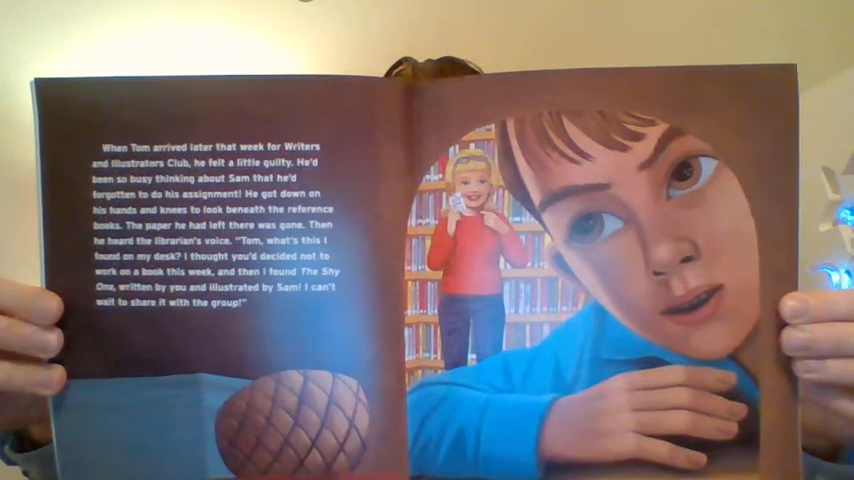 When Tom arrived later that week for Writers
and Illustrators Club, he felt a little guilty. He'd
been so busy thinking about Sam that he'd
forgotten to do his assignment! He got down on
his hands and knees to look beneath the reference
books. The paper he had left there was gone. Then
he heard the librarian's voice. "Tom, what's this I
found on my desk? I thought you'd decided not to
work on a book this week, and then I found The Shy
One, written by you and illustrated by Sam! I can't
wait to share it with the group!"